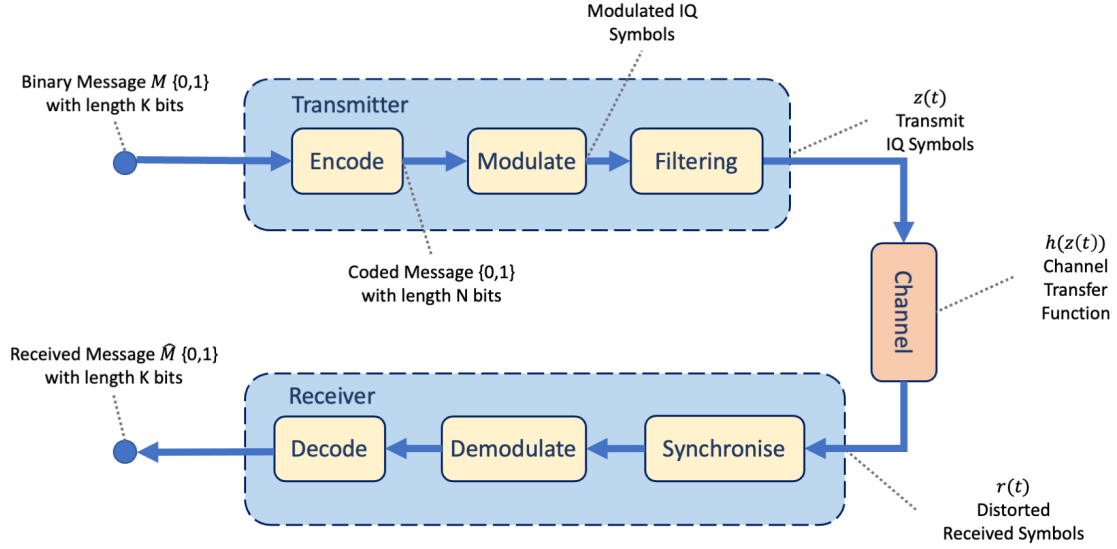 Modulated IQ
Symbols
Binary Message M {0,1}
with length K bits
Transmitter
z(t)
Transmit
IQ Symbols
Encode
Modulate
Filtering
Coded Message {0,1}
with length N bits
h(z(t))
Channel
Transfer
Function
Channel
Received Message M̂ {0,1}
with length K bits
Receiver
Decode
Demodulate
Synchronise
r(t)
Distorted
Received Symbols